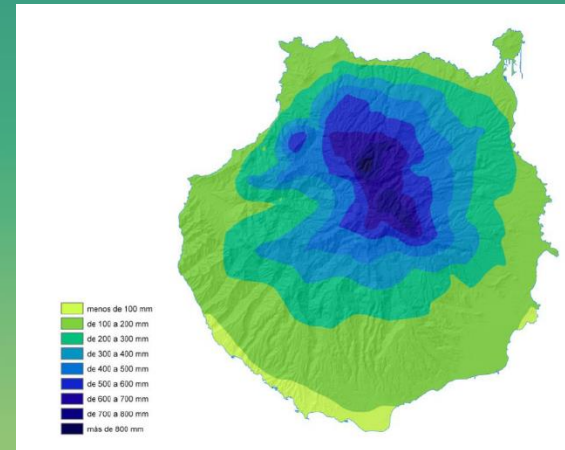 menos de 100 mm
de 100 a 200 mm
de 200 a 300 mm
de 300 a 400 mm
de 400 a 500 mm
de 500 a 600 mm
de 600 a 700 mm
de 700 a 800 mm
más de 800 mm